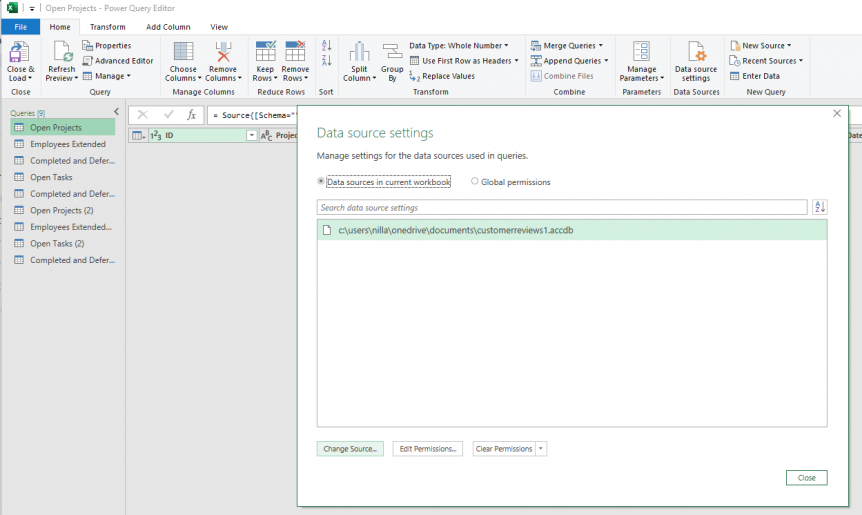 Open Projects - Power Query Editor
File Home Transform Add Column View
Close & Load
Refresh Preview
Properties
Advanced Editor
Manage
Choose Columns
Remove Columns
Keep Rows
Remove Rows
A Z
Z A
Split Column
Group By
Data Type: Whole Number
Use First Row as Headers
1 2 Replace Values
Merge Queries
Append Queries
Combine Files
Manage Parameters
Data source settings
New Source
Recent Sources
Enter Data
Close Query Manage Columns Reduce Rows Sort Transform Combine Parameters Data Sources New Query
Queries [9]
Open Projects
Employees Extended
Completed and Defer...
Open Tasks
Completed and Defer...
Open Projects (2)
Employees Extended...
Open Tasks (2)
Completed and Defer...
fx = Source{[Schema="
123 ID ABC Projec
Date
Data source settings
Manage settings for the data sources used in queries.
Data sources in current workbook Global permissions
Search data source settings
A Z
c:\users\nilla\onedrive\documents\customerreviews1.accdb
Change Source... Edit Permissions... Clear Permissions
Close